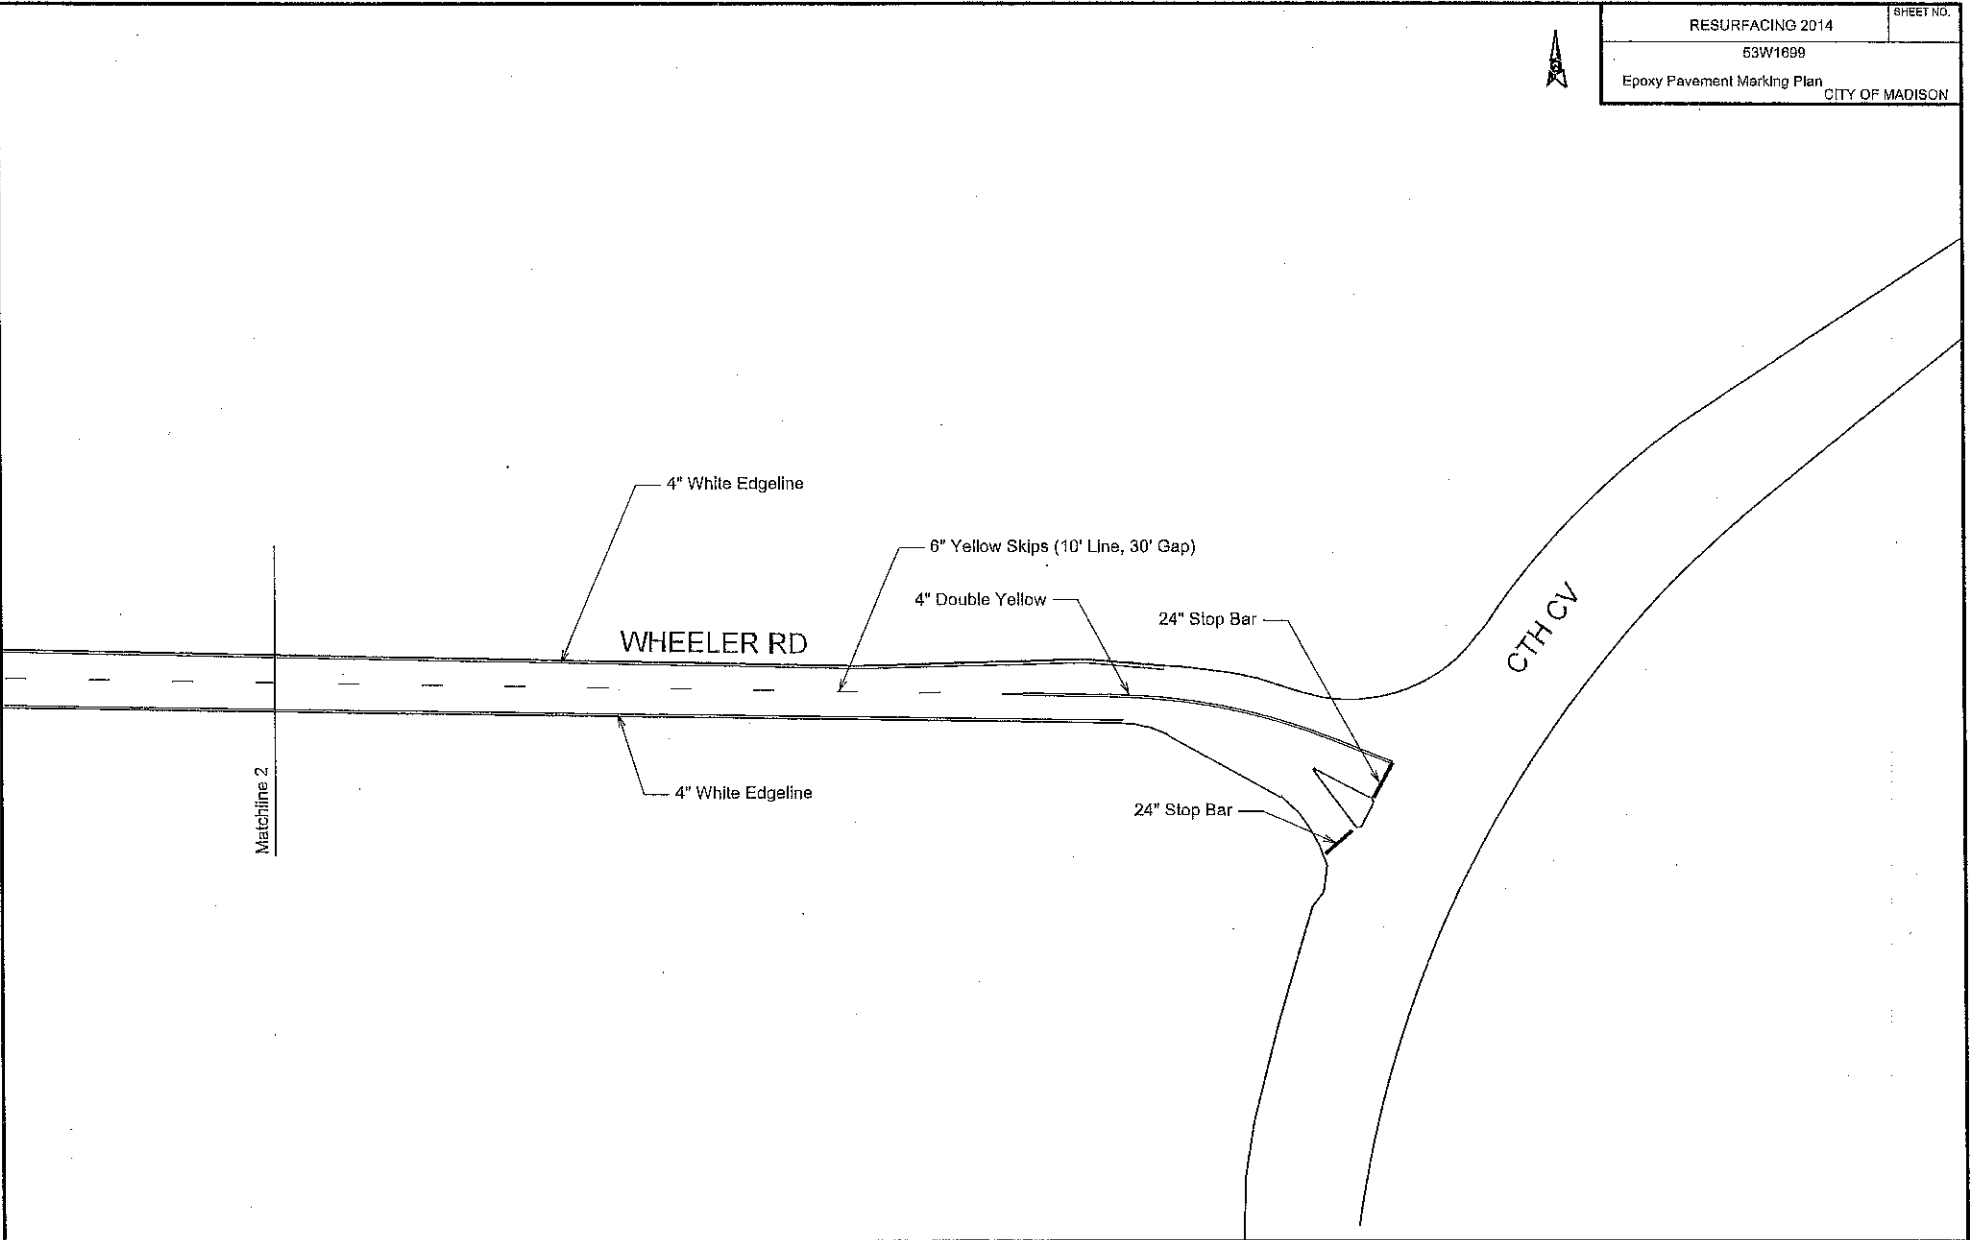 RESURFACING 2014
SHEET NO.
53W1699
Epoxy Pavement Marking Plan
CITY OF MADISON
4" White Edgeline
6" Yellow Skips (10' Line, 30' Gap)
4" Double Yellow
24" Stop Bar
WHEELER RD
CTH CV
Matchline 2
4" White Edgeline
24" Stop Bar